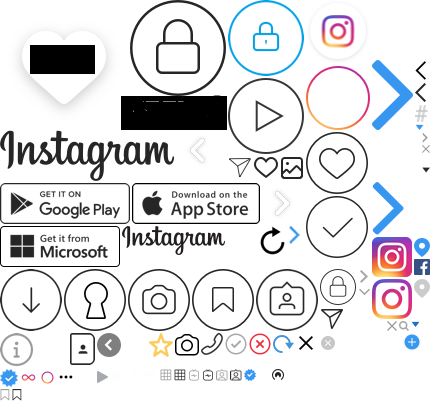 Instagram
GET IT ON
Google Play
Download on the
App Store
Get it from
Microsoft
Instagram